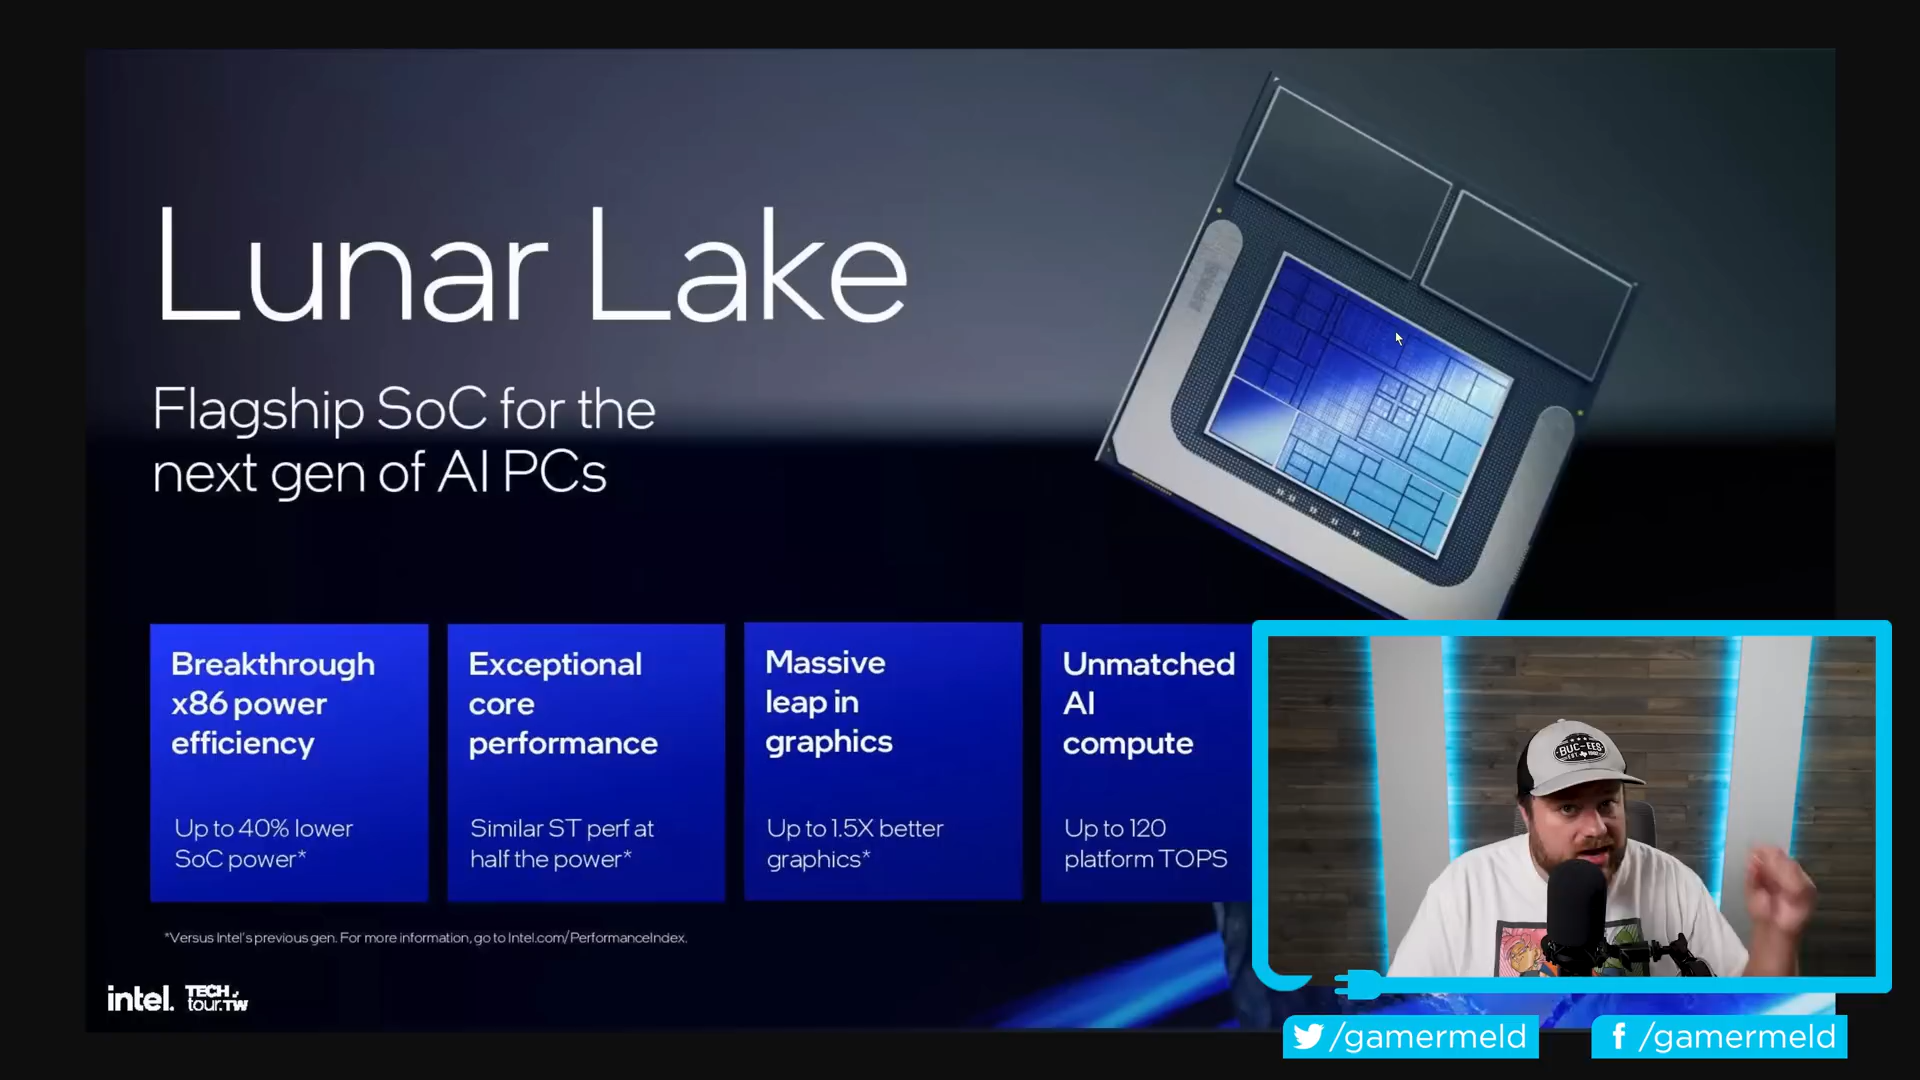 Lunar Lake
Flagship SoC for the
next gen of AI PCs
Breakthrough
x86 power
efficiency
Up to 40% lower
SoC power*
Exceptional
core
performance
Similar ST perf at
half the power*
Massive
leap in
graphics
Up to 1.5X better
graphics*
Unmatched
AI
compute
Up to 120
platform TOPS
*Versus Intel's previous gen. For more information, go to Intel.com/PerformanceIndex.
intel.
TECH
tour.TW
BUC-EE'S
/gamermeld
/gamermeld